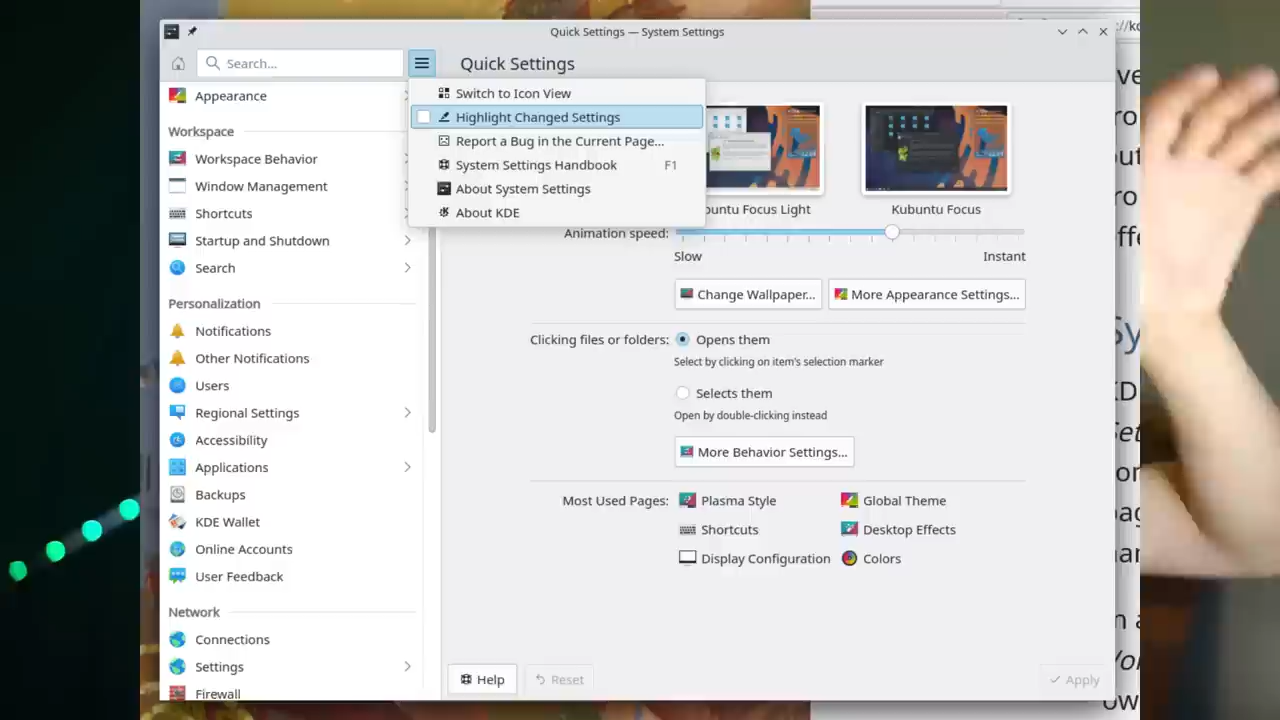 Quick Settings — System Settings
Search...
Quick Settings
Appearance
Workspace
Workspace Behavior
Window Management
Shortcuts
Startup and Shutdown
Search
Personalization
Notifications
Other Notifications
Users
Regional Settings
Accessibility
Applications
Backups
KDE Wallet
Online Accounts
User Feedback
Network
Connections
Settings
Firewall
Switch to Icon View
Highlight Changed Settings
Report a Bug in the Current Page...
System Settings Handbook F1
About System Settings
About KDE
Focus Light
Kubuntu Focus
Animation speed:
Slow Instant
Change Wallpaper... More Appearance Settings...
Clicking files or folders: Opens them
Select by clicking on item's selection marker
Selects them
Open by double-clicking instead
More Behavior Settings...
Most Used Pages: Plasma Style Global Theme
Shortcuts Desktop Effects
Display Configuration Colors
Help Reset Apply